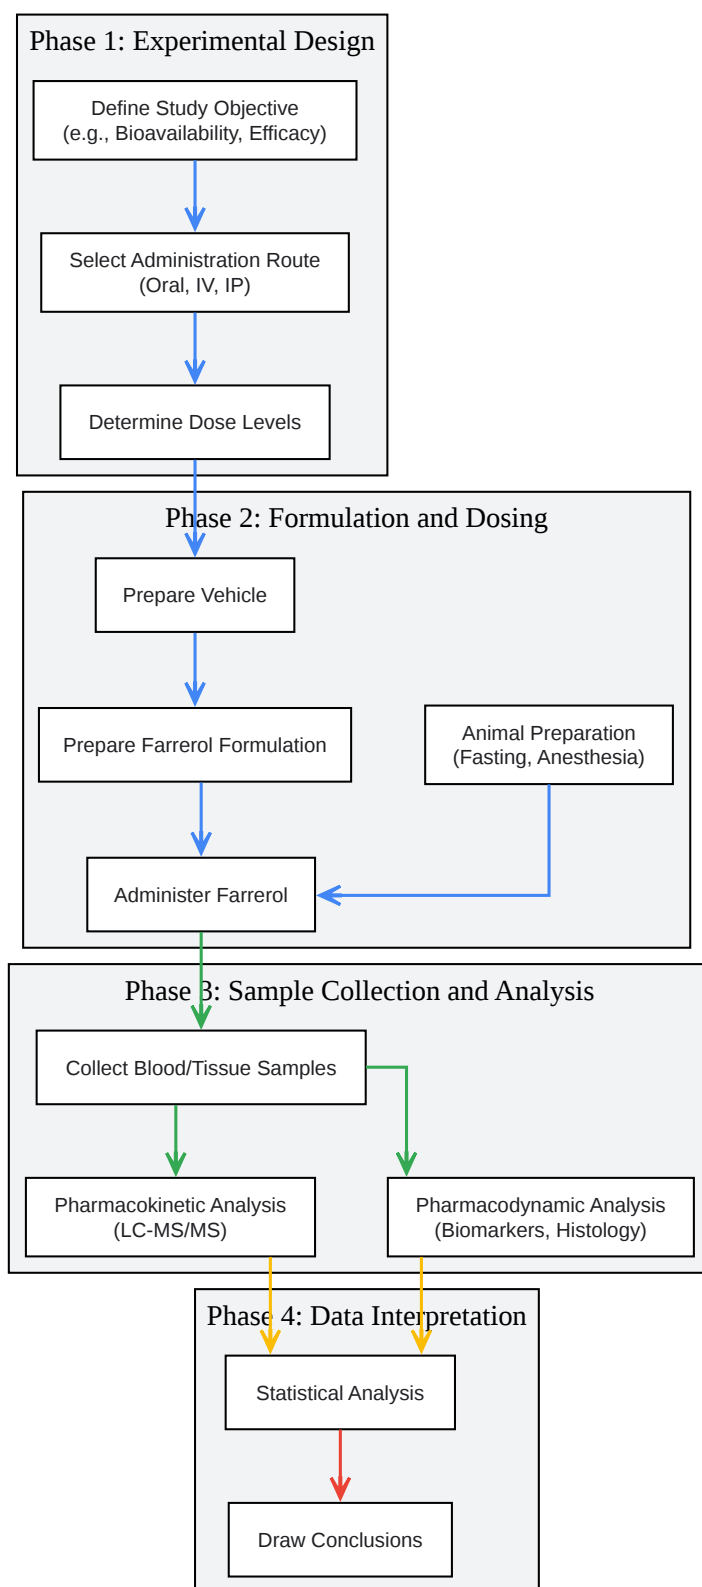 Phase 1: Experimental Design
Define Study Objective
(e.g., Bioavailability, Efficacy)
Select Administration Route
(Oral, IV, IP)
Determine Dose Levels
Phase 2: Formulation and Dosing
Prepare Vehicle
Prepare Farrerol Formulation
Animal Preparation
(Fasting, Anesthesia)
Administer Farrerol
Phase 3: Sample Collection and Analysis
Collect Blood/Tissue Samples
Pharmacokinetic Analysis
(LC-MS/MS)
Pharmacodynamic Analysis
(Biomarkers, Histology)
Phase 4: Data Interpretation
Statistical Analysis
Draw Conclusions